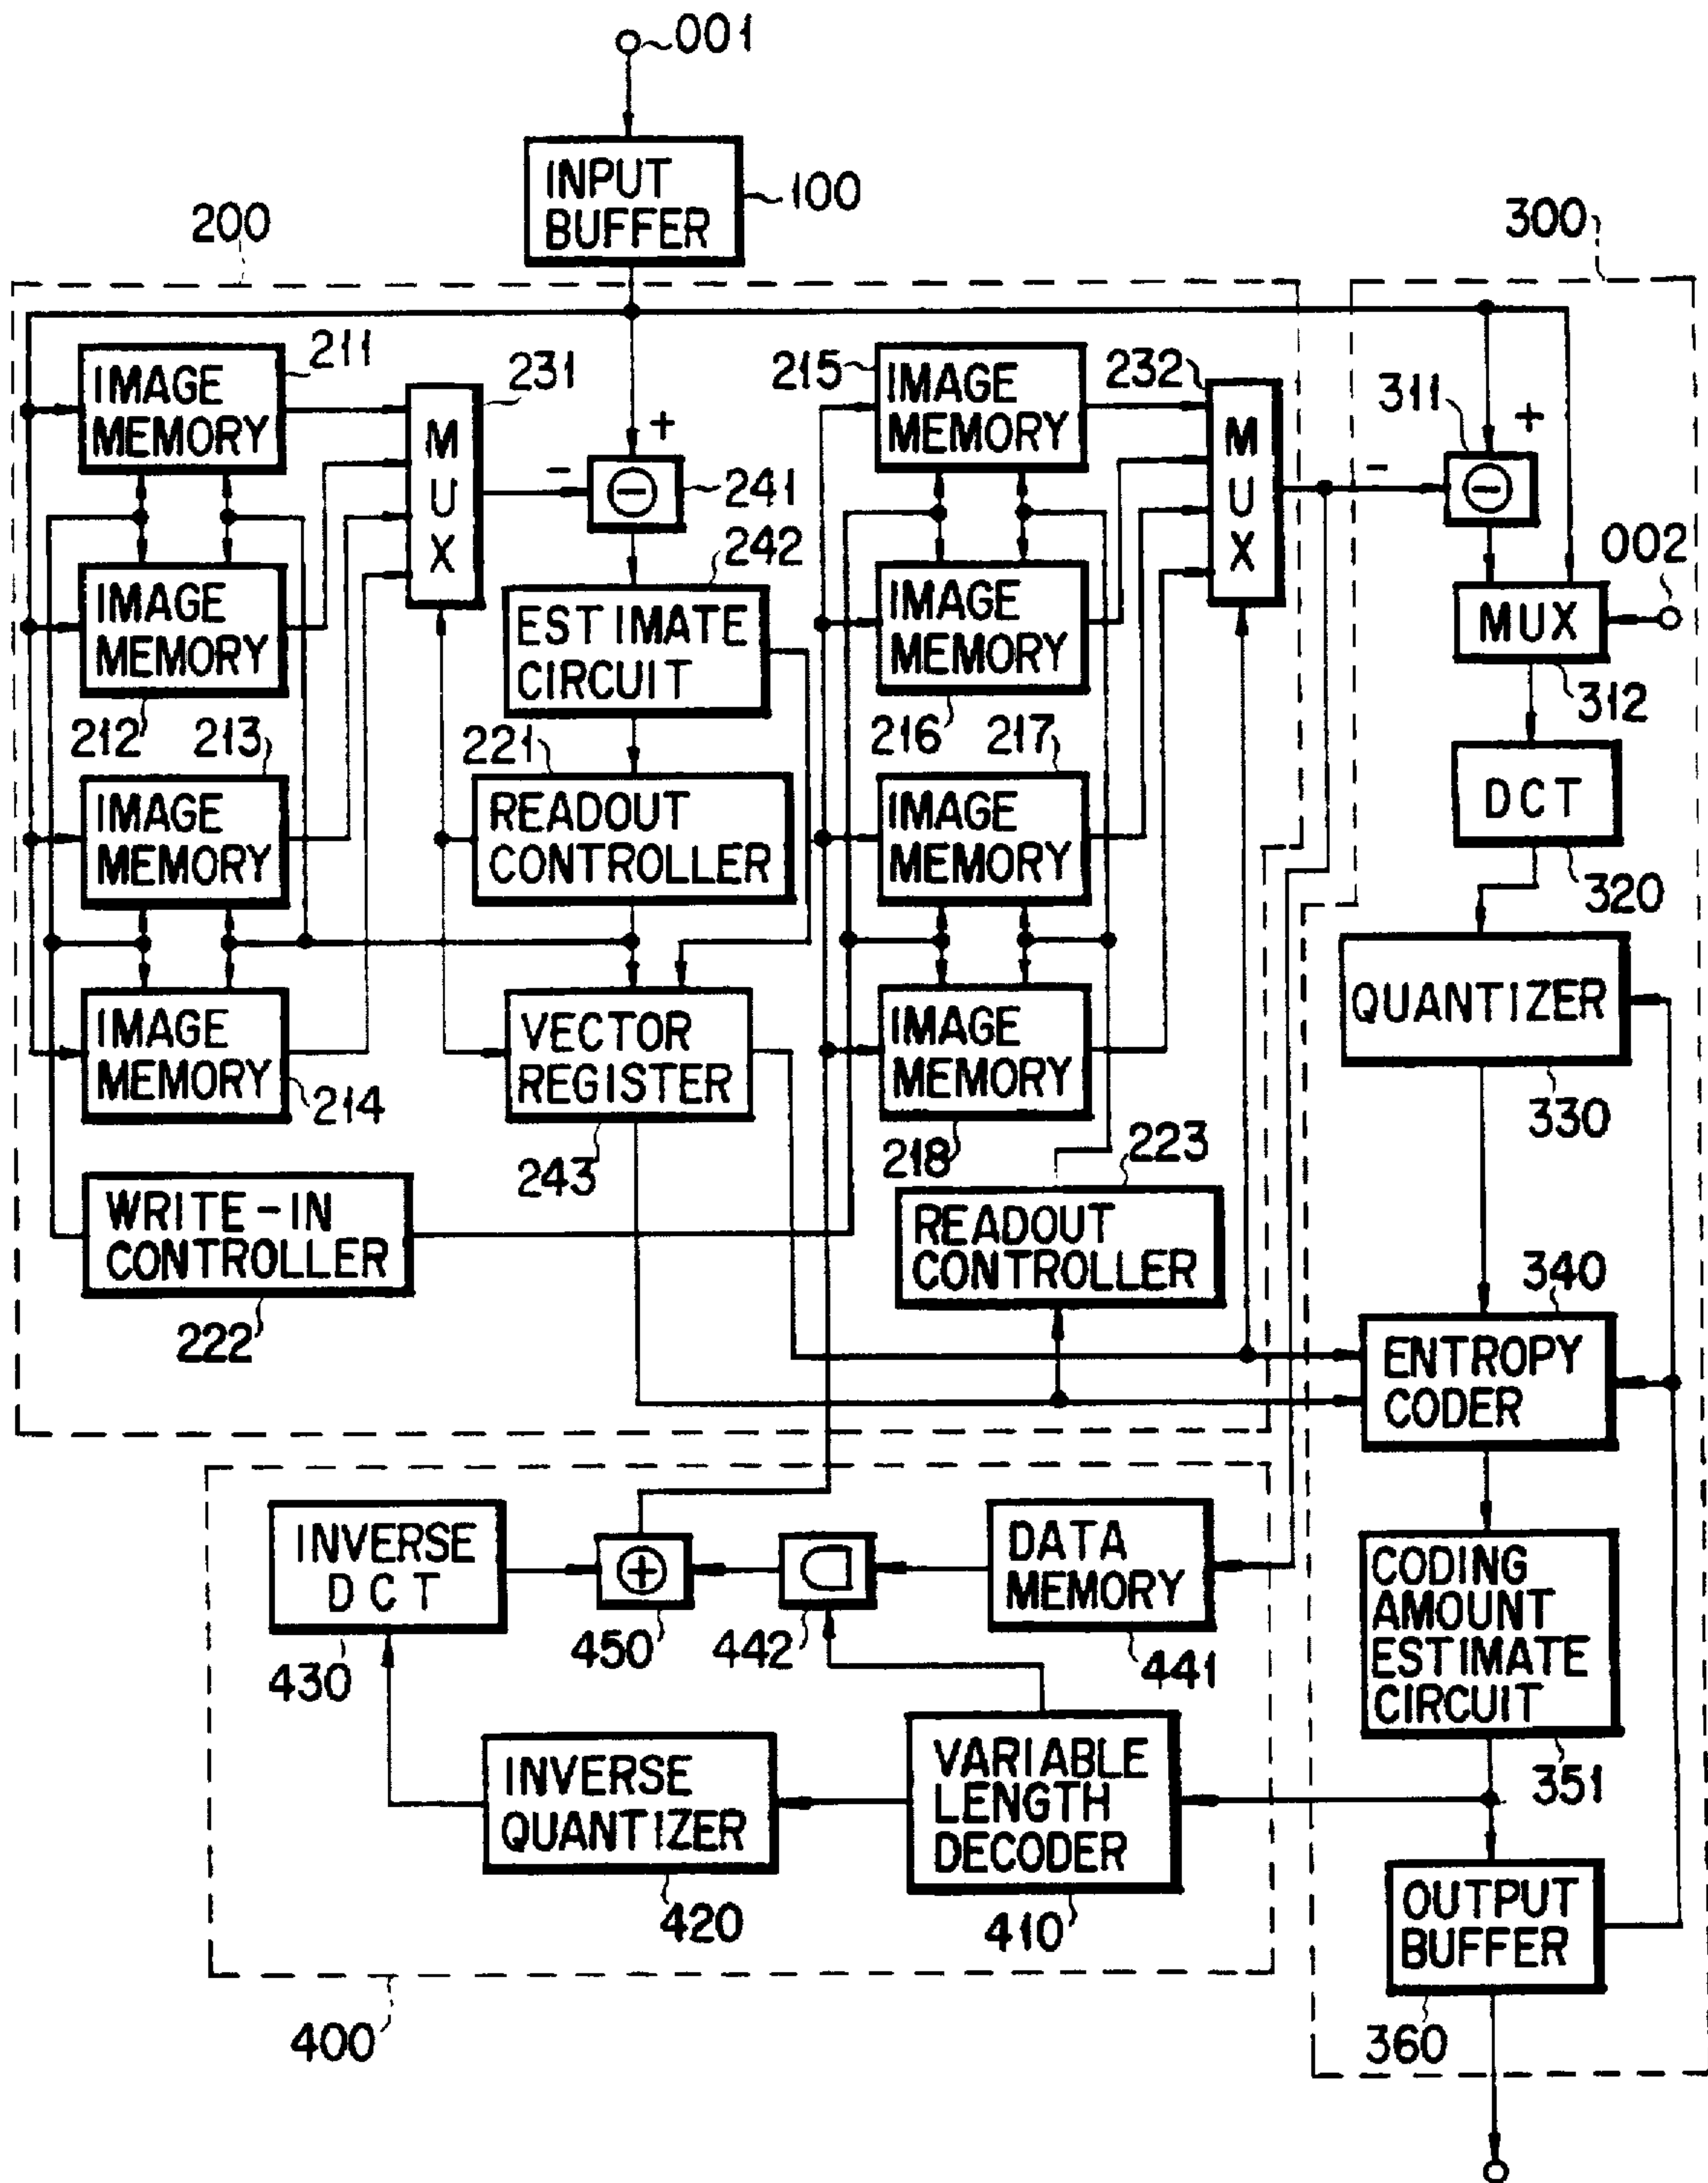 001
INPUT
BUFFER
100
200
300
IMAGE
MEMORY
211
231
MUX
+
-
241
242
215
IMAGE
MEMORY
232
MUX
311
+
-
002
IMAGE
MEMORY
212
ESTIMATE
CIRCUIT
IMAGE
MEMORY
216
MUX
312
213
IMAGE
MEMORY
221
READOUT
CONTROLLER
217
IMAGE
MEMORY
DCT
320
IMAGE
MEMORY
214
VECTOR
REGISTER
243
IMAGE
MEMORY
218
QUANTIZER
330
WRITE-IN
CONTROLLER
222
223
READOUT
CONTROLLER
340
ENTROPY
CODER
INVERSE
DCT
430
450
442
DATA
MEMORY
441
CODING
AMOUNT
ESTIMATE
CIRCUIT
351
INVERSE
QUANTIZER
420
VARIABLE
LENGTH
DECODER
410
OUTPUT
BUFFER
360
400